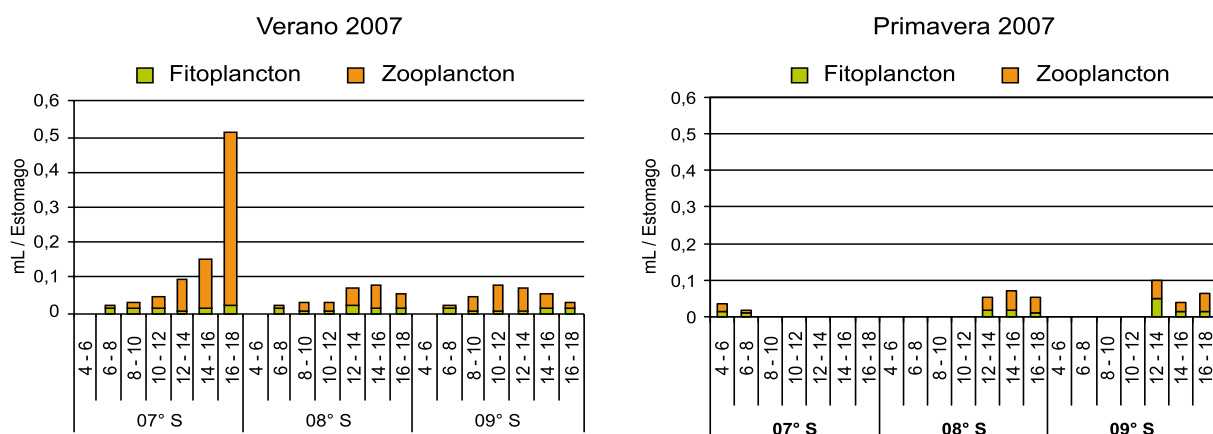 Verano 2007
Fitoplancton Zooplancton
mL / Estomago
0,6
0,5
0,4
0,3
0,2
0,1
0
4 - 6 6 - 8 8 - 10 10 - 12 12 - 14 14 - 16 16 - 18 4 - 6 6 - 8 8 - 10 10 - 12 12 - 14 14 - 16 16 - 18 4 - 6 6 - 8 8 - 10 10 - 12 12 - 14 14 - 16 16 - 18
07° S 08° S 09° S
Primavera 2007
Fitoplancton Zooplancton
mL / Estomago
0,6
0,5
0,4
0,3
0,2
0,1
0
4 - 6 6 - 8 8 - 10 10 - 12 12 - 14 14 - 16 16 - 18 4 - 6 6 - 8 8 - 10 10 - 12 12 - 14 14 - 16 16 - 18 4 - 6 6 - 8 8 - 10 10 - 12 12 - 14 14 - 16 16 - 18
07° S 08° S 09° S